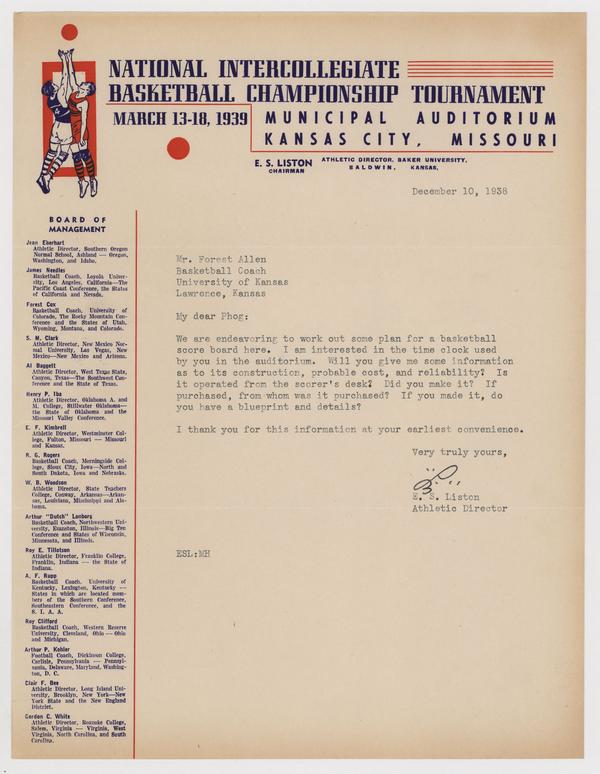 NATIONAL INTERCOLLEGIATE
BASKETBALL CHAMPIONSHIP TOURNAMENT
MARCH 13-18, 1939
MUNICIPAL AUDITORIUM
KANSAS CITY, MISSOURI
E. S. LISTON
CHAIRMAN
ATHLETIC DIRECTOR, BAKER UNIVERSITY,
BALDWIN, KANSAS.
December 10, 1938
BOARD OF
MANAGEMENT
Jean Eberhart
Athletic Director, Southern Oregon
Normal School, Ashland — Oregon,
Washington, and Idaho.
James Needles
Basketball Coach, Loyola Univer-
sity, Los Angeles, California—The
Pacific Coast Conference, the States
of California and Nevada.
Forest Cox
Basketball Coach, University of
Colorado, The Rocky Mountain Con-
ference and the States of Utah,
Wyoming, Montana, and Colorado.
S. M. Clark
Athletic Director, New Mexico Nor-
mal University, Las Vegas, New
Mexico—New Mexico and Arizona.
Al Baggett
Athletic Director, West Texas State,
Canyon, Texas—The Southwest Con-
ference and the State of Texas.
Henry P. Iba
Athletic Director, Oklahoma A. and
M. College, Stillwater Oklahoma—
the State of Oklahoma and the
Missouri Valley Conference.
E. F. Kimbrell
Athletic Director, Westminster Col-
lege, Fulton, Missouri — Missouri
and Kansas.
R. G. Rogers
Basketball Coach, Morningside Col-
lege, Sioux City, Iowa—North and
South Dakota, Iowa and Nebraska.
W. B. Woodson
Athletic Director, State Teachers
College, Conway, Arkansas—Arkan-
sas, Louisiana, Mississippi and Ala-
bama.
Arthur "Dutch" Lonborg
Basketball Coach, Northwestern Uni-
versity, Evanston, Illinois—Big Ten
Conference and States of Wisconsin,
Minnesota, and Illinois.
Roy E. Tillotson
Athletic Director, Franklin College,
Franklin, Indiana — the State of
Indiana.
A. F. Rupp
Basketball Coach, University of
Kentucky, Lexington, Kentucky —
States in which are located mem-
bers of the Southern Conference,
Southeastern Conference, and the
S. I. A. A.
Roy Clifford
Basketball Coach, Western Reserve
University, Cleveland, Ohio — Ohio
and Michigan.
Arthur P. Kahler
Football Coach, Dickinson College,
Carlisle, Pennsylvania — Pennsyl-
vania, Delaware, Maryland, Washing-
ton, D. C.
Clair F. Bee
Athletic Director, Long Island Uni-
versity, Brooklyn, New York—New
York State and the New England
District.
Gordon C. White
Athletic Director, Roanoke College,
Salem, Virginia — Virginia, West
Virginia, North Carolina, and South
Carolina.
Mr. Forest Allen
Basketball Coach
University of Kansas
Lawrence, Kansas
My dear Phog:
We are endeavoring to work out some plan for a basketball
score board here. I am interested in the time clock used
by you in the auditorium. Will you give me some information
as to its construction, probable cost, and reliability? Is
it operated from the scorer's desk? Did you make it? If
purchased, from whom was it purchased? If you made it, do
you have a blueprint and details?
I thank you for this information at your earliest convenience.
Very truly yours,
E. S. Liston
Athletic Director
ESL:MH